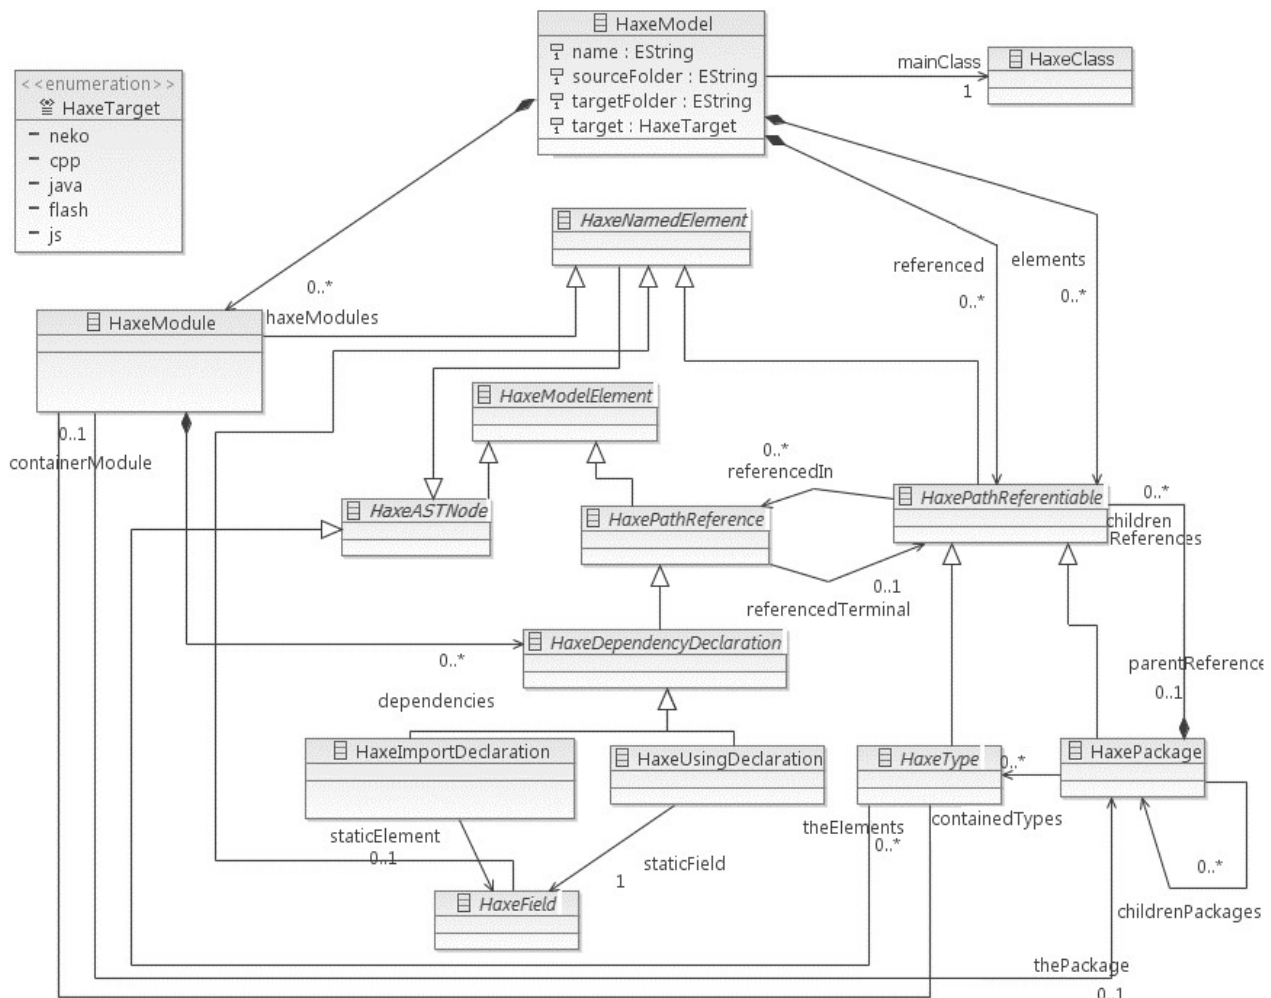 HaxeModel
name : EString
sourceFolder : EString
targetFolder : EString
target : HaxeTarget
mainClass
1
HaxeClass
<<enumeration>>
HaxeTarget
neko
cpp
java
flash
js
HaxeNamedElement
referenced
0..*
elements
0..*
0..*
haxeModules
HaxeModule
HaxeModelElement
0..1
containerModule
0..*
referencedIn
HaxeASTNode
HaxePathReference
HaxePathReferentiable
0..*
children
References
0..1
referencedTerminal
HaxeDependencyDeclaration
0..*
dependencies
parentReference
0..1
HaxeImportDeclaration
HaxeUsingDeclaration
HaxeType
0..*
HaxePackage
staticElement
0..1
theElements
0..*
containedTypes
staticField
1
0..*
childrenPackages
HaxeField
thePackage
0..1